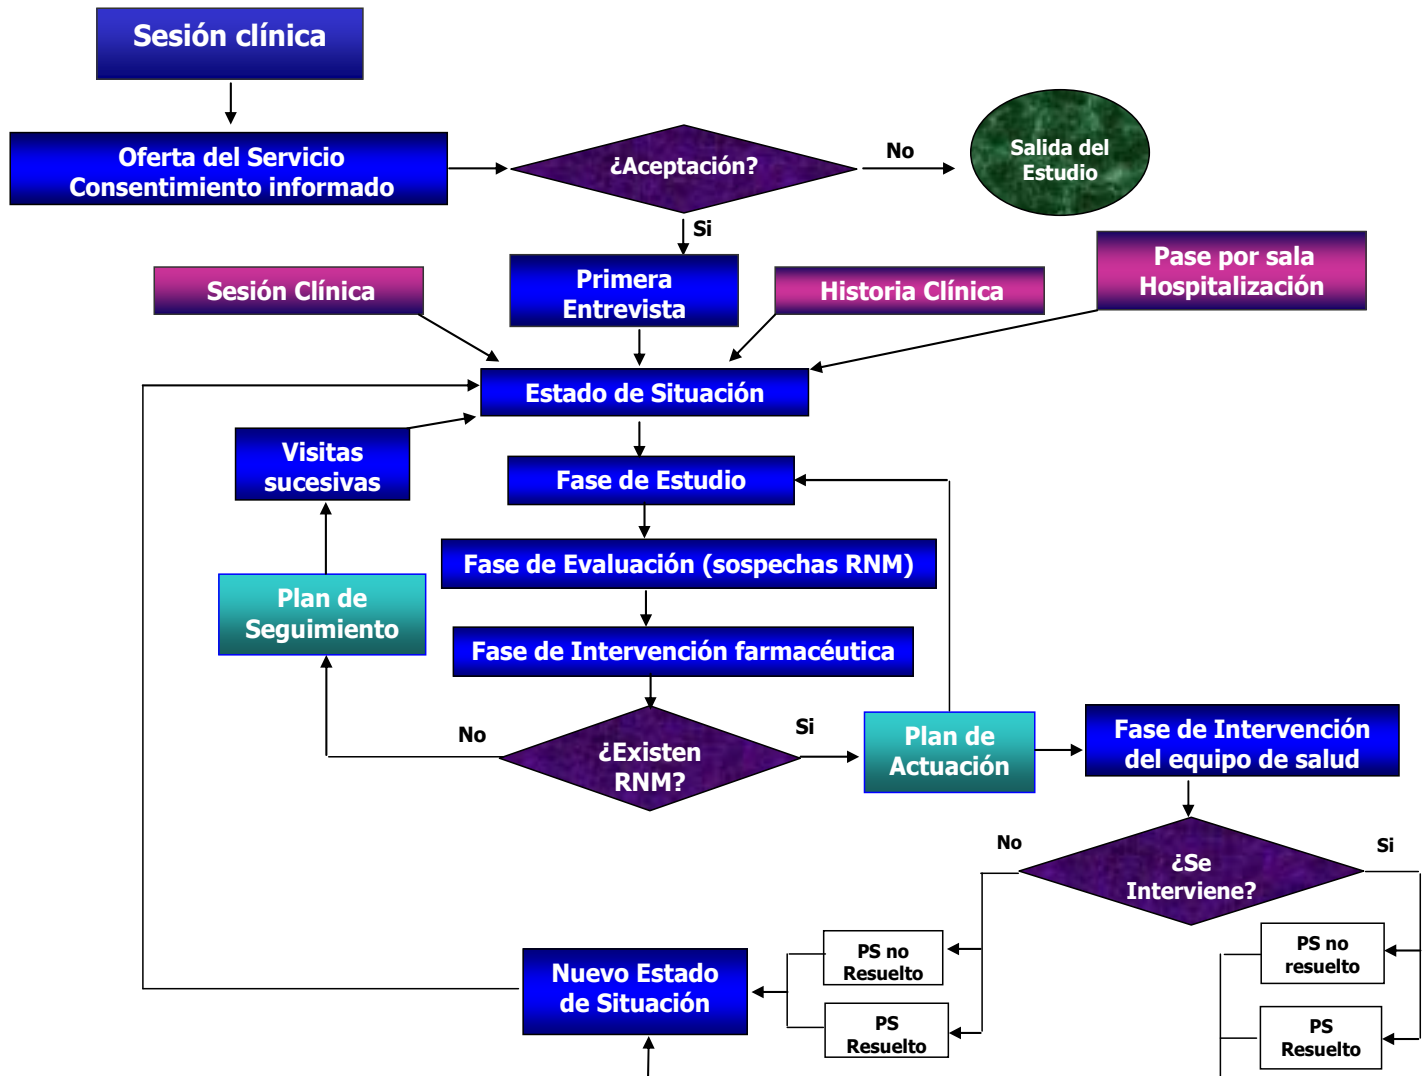 Sesión clínica
Oferta del Servicio
Consentimiento informado
¿Aceptación?
No
Salida del
Estudio
Si
Primera
Entrevista
Sesión Clínica
Historia Clínica
Pase por sala
Hospitalización
Estado de Situación
Visitas
sucesivas
Fase de Estudio
Fase de Evaluación (sospechas RNM)
Plan de
Seguimiento
Fase de Intervención farmacéutica
No
¿Existen
RNM?
Si
Plan de
Actuación
Fase de Intervención
del equipo de salud
No
¿Se
Interviene?
Si
PS no
Resuelto
PS no
resuelto
Nuevo Estado
de Situación
PS
Resuelto
PS
Resuelto